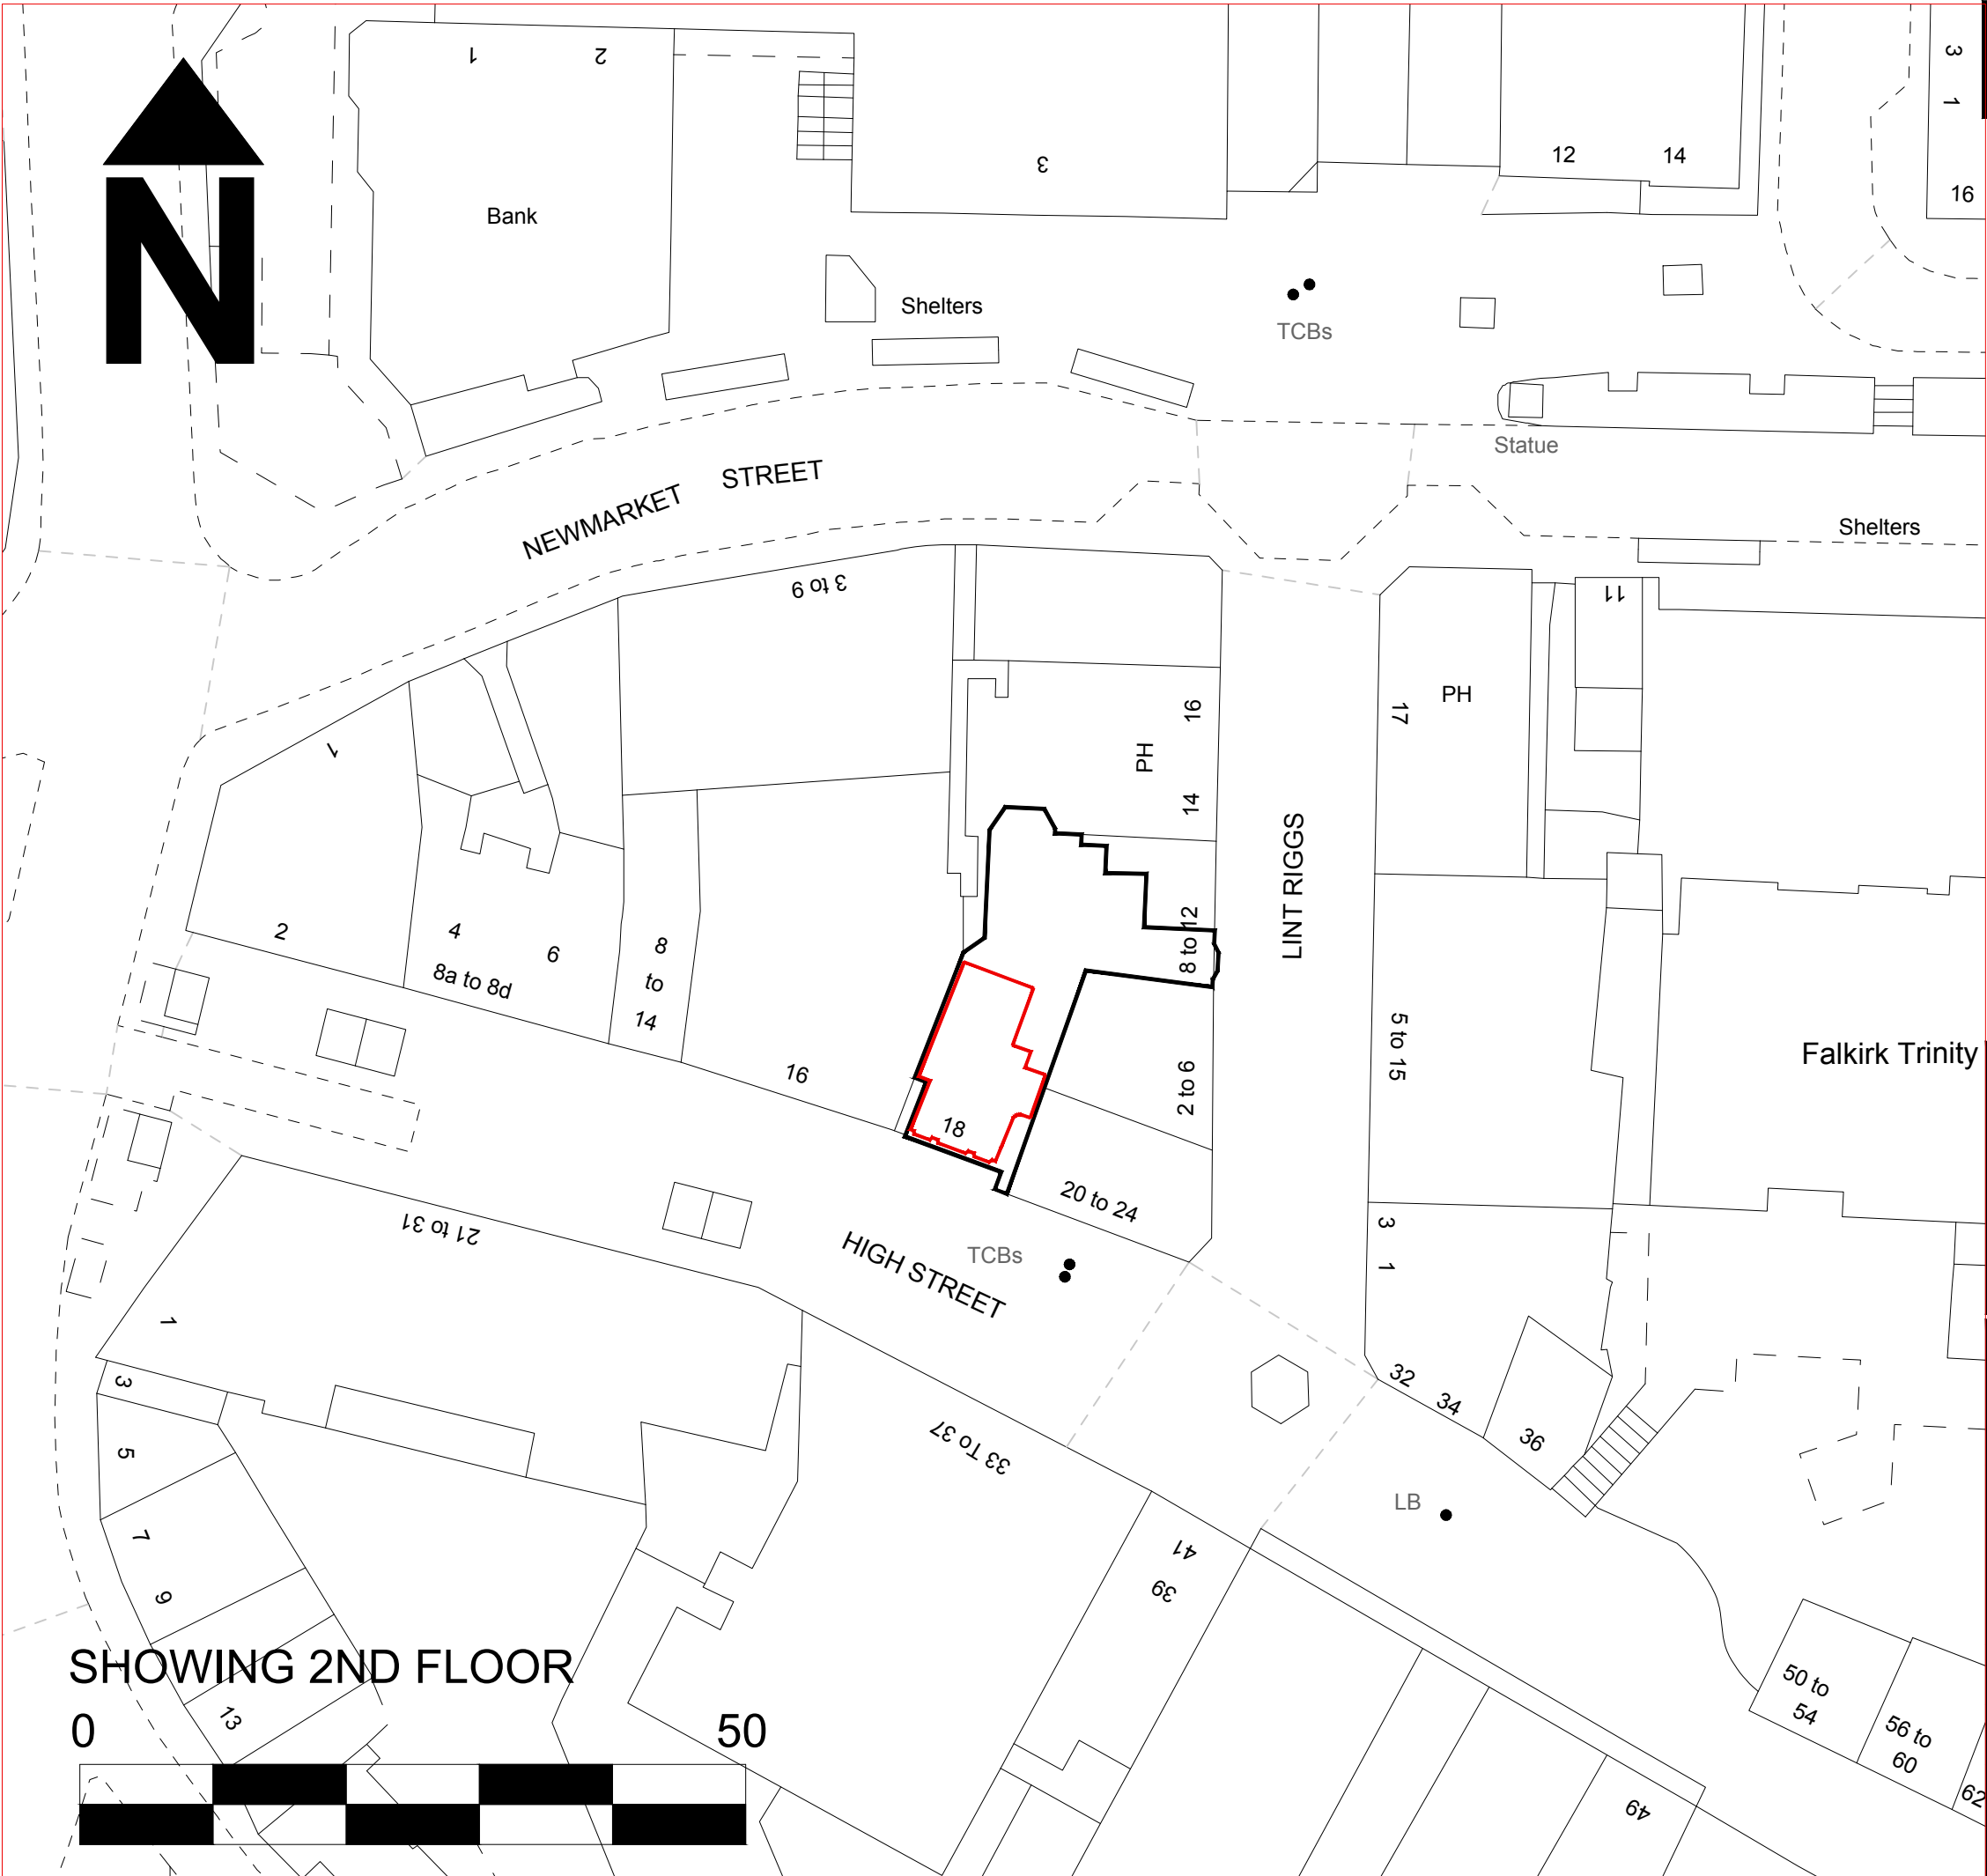 1
2
3
1
N
Bank
3
12
14
16
Shelters
TCBs
Statue
NEWMARKET STREET
Shelters
3 to 9
11
1
16
PH
14
17
PH
LINT RIGGS
2
4
6
8a to 8d
8
to
14
8 to 12
16
18
2 to 6
5 to 15
Falkirk Trinity
20 to 24
21 to 31
HIGH STREET
TCBs
3
1
1
32
34
36
3
5
7
9
13
33 To 37
41
39
LB
50 to
54
56 to
60
62
49
SHOWING 2ND FLOOR
0
50